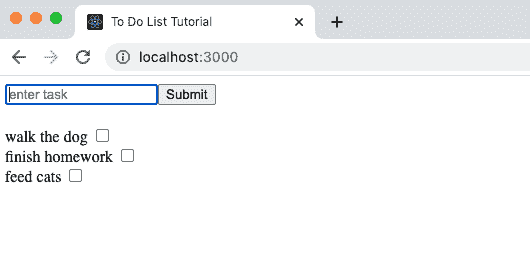 To Do List Tutorial
localhost:3000
enter task Submit
walk the dog
finish homework
feed cats